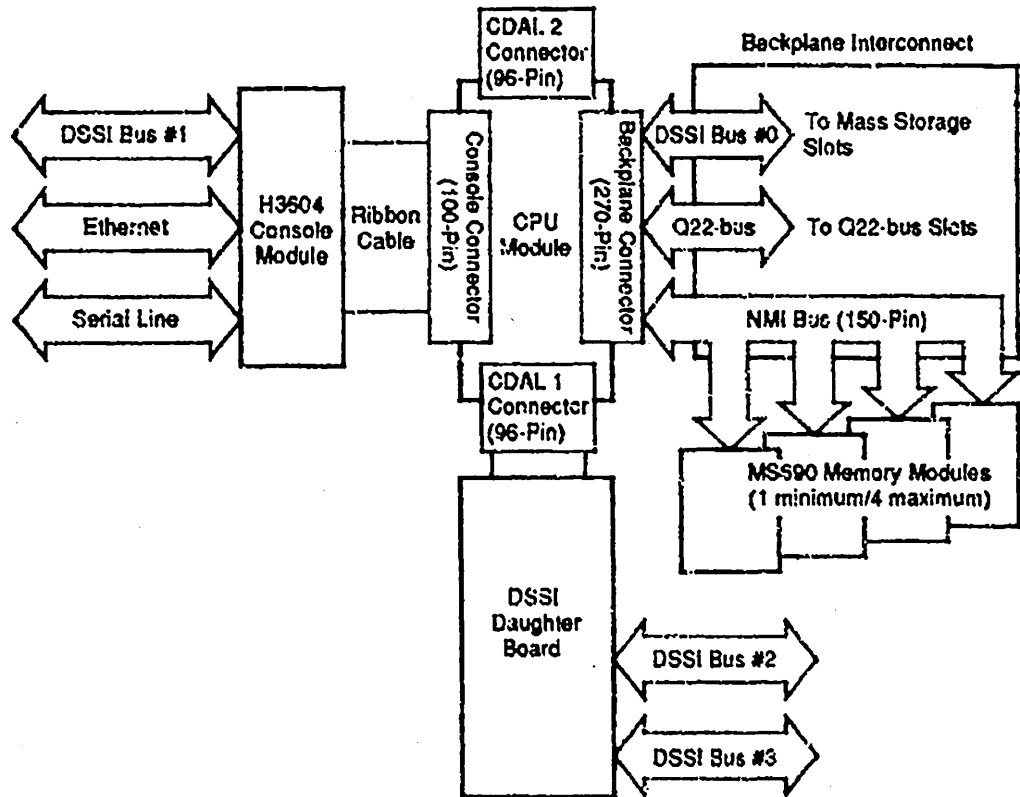 CDAL 2
Connector
(96-Pin)
Backplane Interconnect
DSSI Bus #1
Ethernet
Serial Line
H3604
Console
Module
Ribbon
Cable
Console Connector
(100-Pin)
CPU
Module
Backplane Connector
(270-Pin)
DSSI Bus #0
To Mass Storage
Slots
Q22-bus
To Q22-bus Slots
NMI Bus (150-Pin)
CDAL 1
Connector
(96-Pin)
MS690 Memory Modules
(1 minimum/4 maximum)
DSSI
Daughter
Board
DSSI Bus #2
DSSI Bus #3